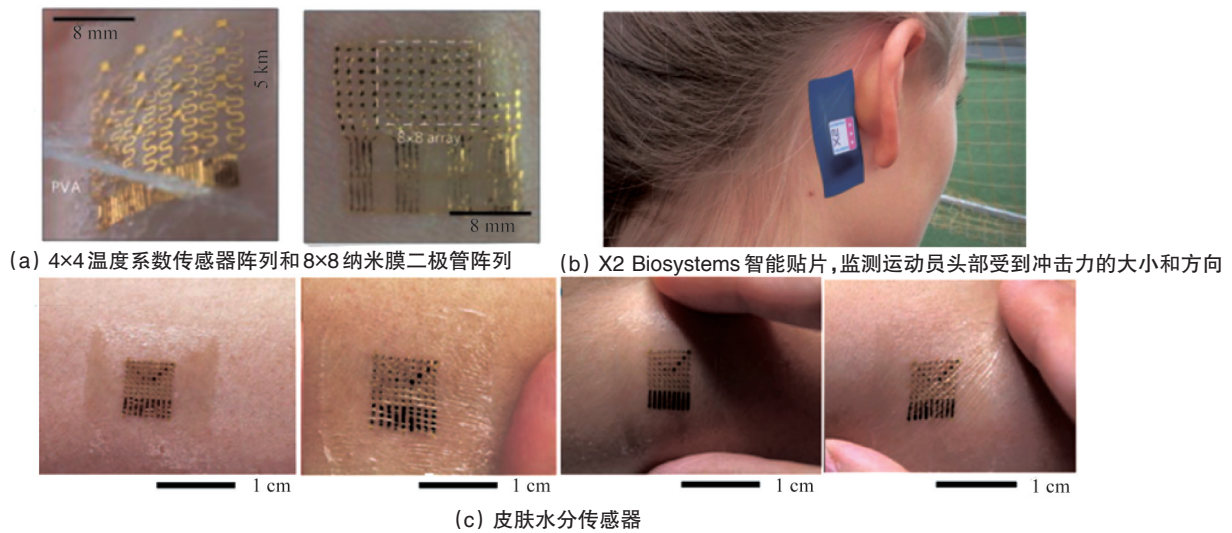 8 mm
5 km
PVA
8×8 array
8 mm
X2
(a) 4×4温度系数传感器阵列和8×8纳米膜二极管阵列
(b) X2 Biosystems智能贴片,监测运动员头部受到冲击力的大小和方向
1 cm
1 cm
1 cm
1 cm
(c) 皮肤水分传感器